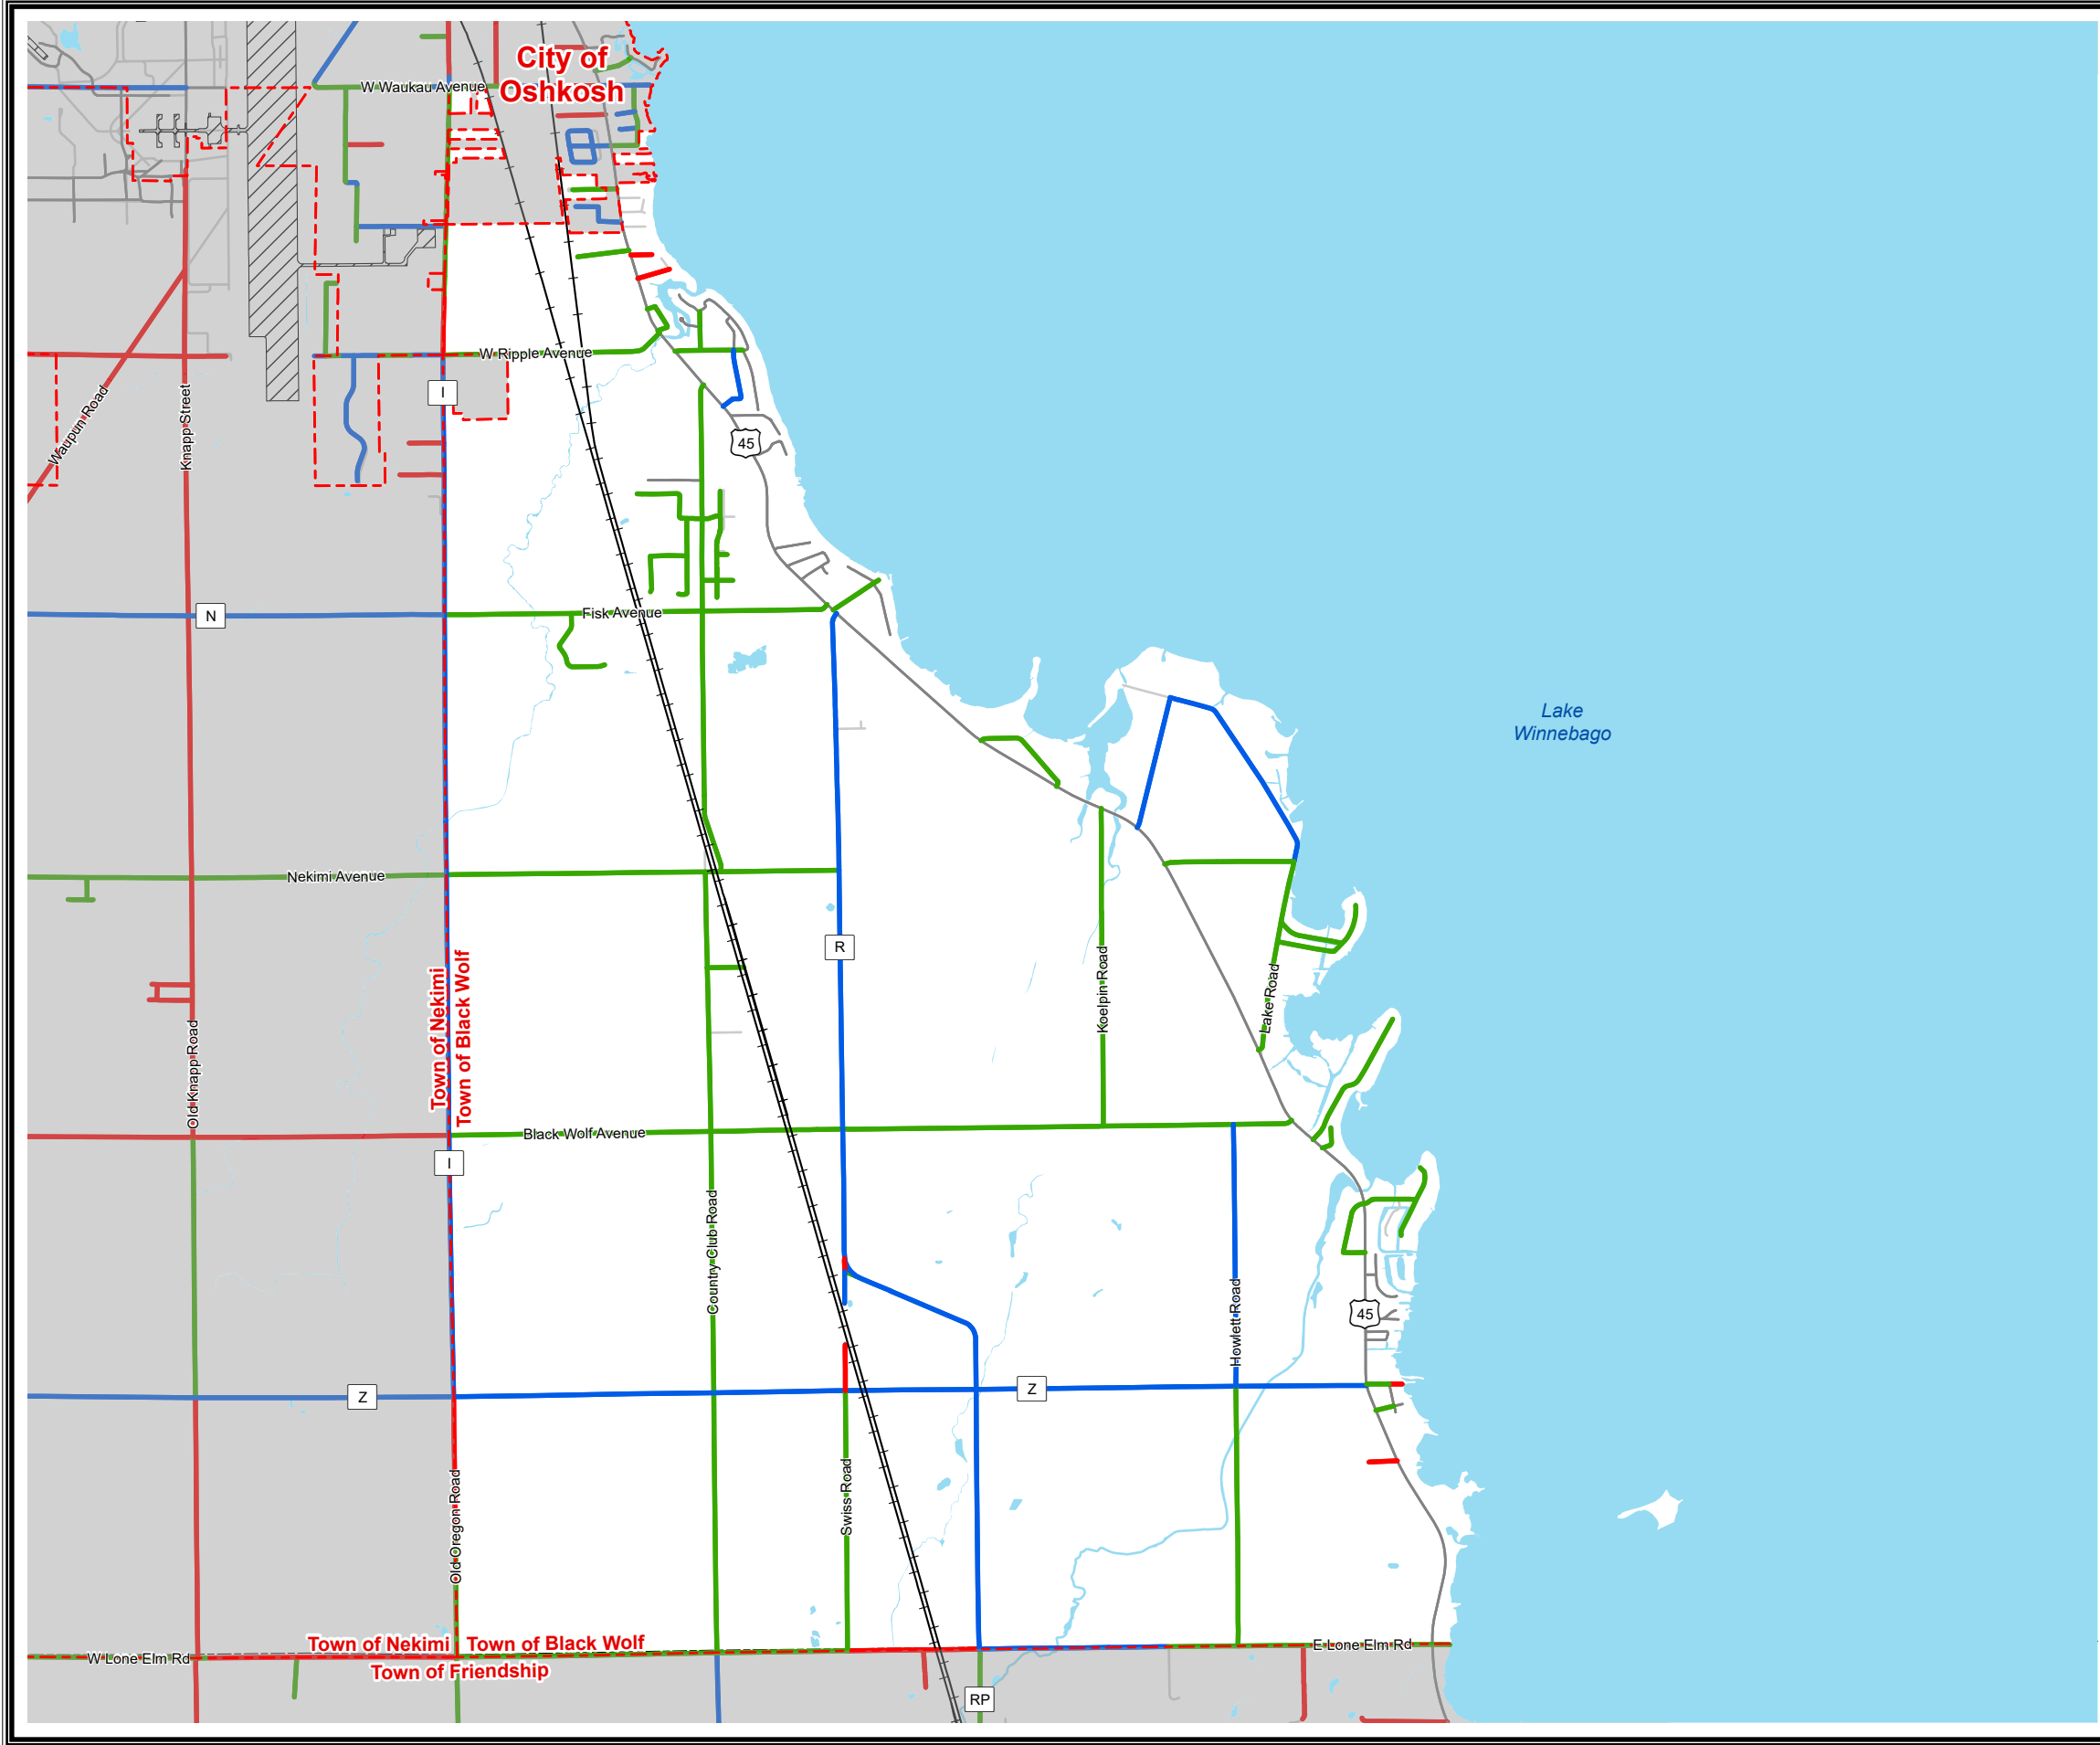 City of
Oshkosh
W Waukau Avenue
W Ripple Avenue
I
Waupun Road
Knapp Street
45
N
Fisk Avenue
Lake
Winnebago
Nekimi Avenue
R
Koelpin Road
Lake Road
Town of Nekimi
Town of Black Wolf
Old Knapp Road
Black Wolf Avenue
I
Country Club Road
Howlett Road
45
Z
Z
Swiss Road
Old Oregon Road
Town of Nekimi
Town of Black Wolf
W Lone Elm Rd
E Lone Elm Rd
Town of Friendship
RP